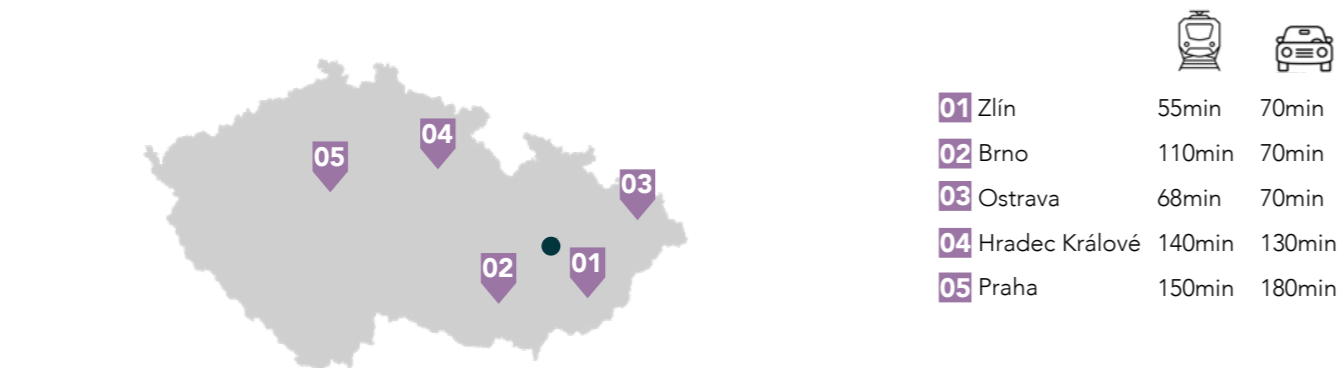 04
05
03
02
01
01 Zlín 55min 70min
02 Brno 110min 70min
03 Ostrava 68min 70min
04 Hradec Králové 140min 130min
05 Praha 150min 180min